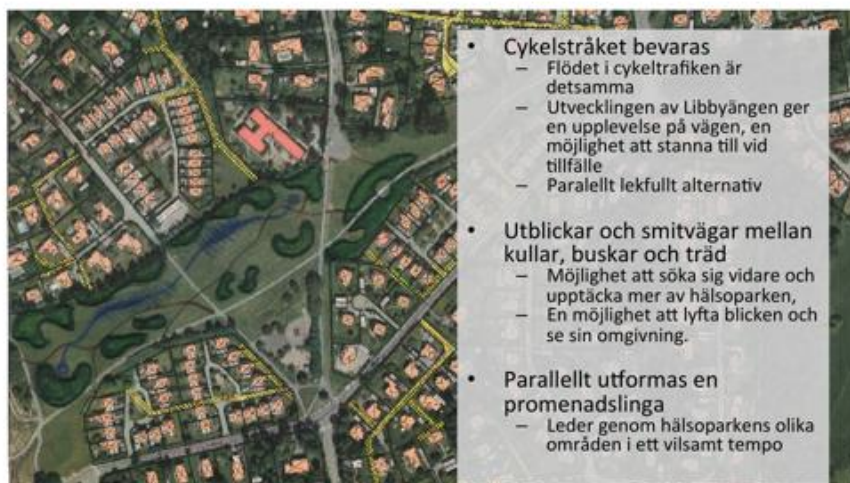 • Cykelstråket bevaras
– Flödet i cykeltrafiken är
detsamma
– Utvecklingen av Libbyängen ger
en upplevelse på vägen, en
möjlighet att stanna till vid
tillfälle
– Paralellt lekfullt alternativ
• Utblickar och smitvägar mellan
kullar, buskar och träd
– Möjlighet att söka sig vidare och
upptäcka mer av hälsoparken,
– En möjlighet att lyfta blicken och
se sin omgivning.
• Parallellt utformas en
promenadslinga
– Leder genom hälsoparkens olika
områden i ett vilsamt tempo